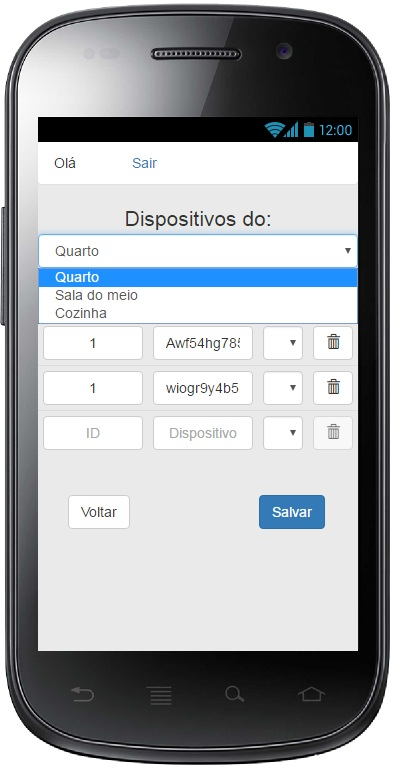 12:00
Olá Sair
Dispositivos do:
Quarto
Quarto
Sala do meio
Cozinha
1 Awf54hg785
1 wiogr9y4b5
ID Dispositivo
Voltar Salvar